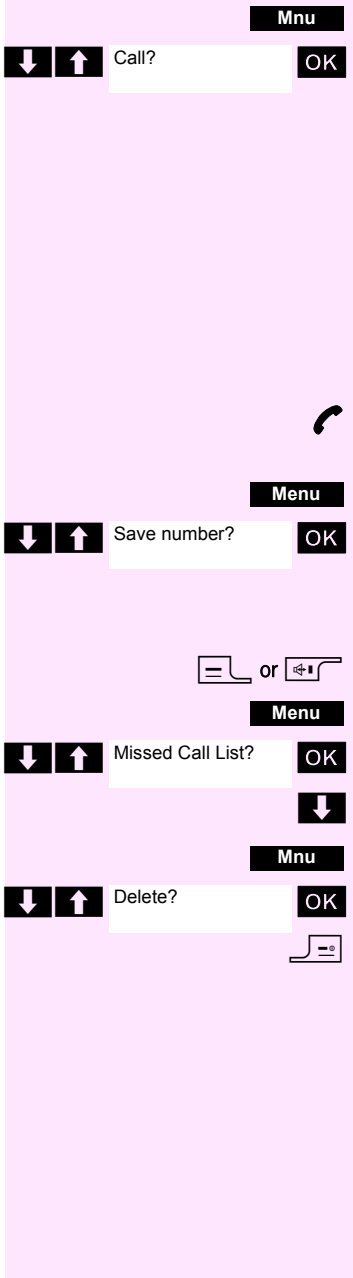 Mnu
Call? OK
Menu
Save number? OK
or
Menu
Missed Call List? OK
Mnu
Delete? OK